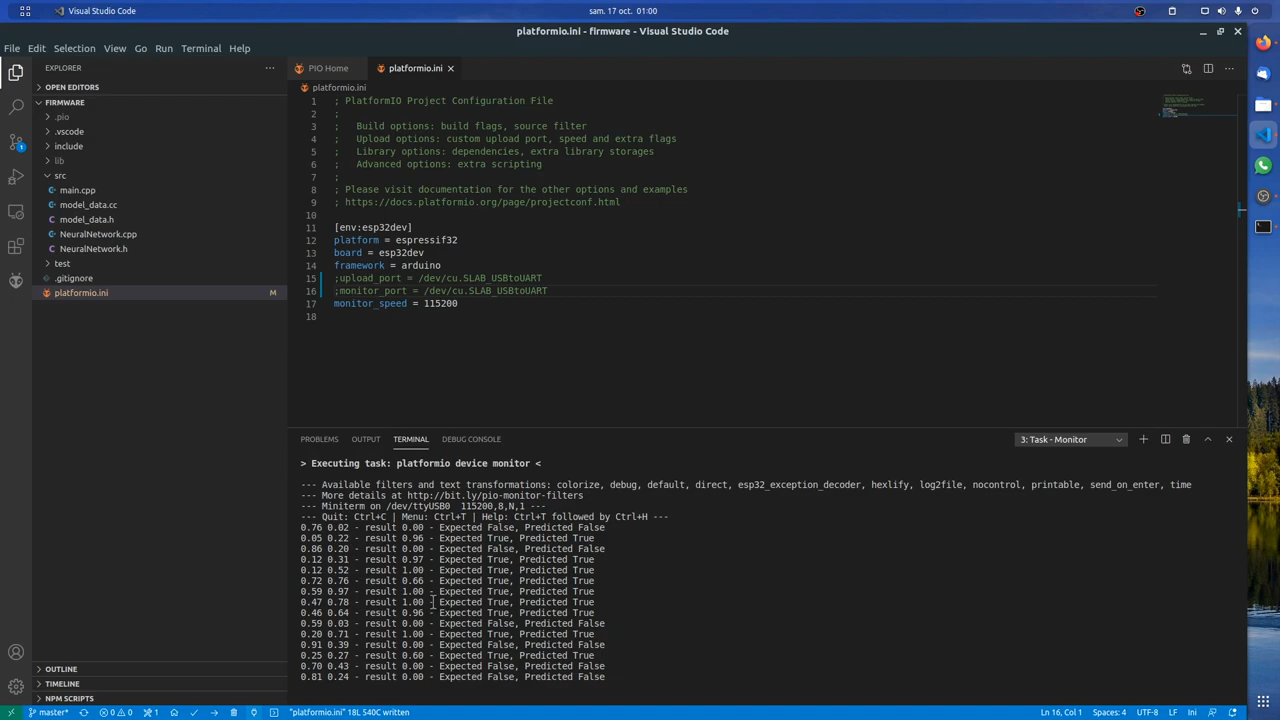 Visual Studio Code
sam. 17 oct. 01:00
platformio.ini - firmware - Visual Studio Code
File Edit Selection View Go Run Terminal Help
EXPLORER
OPEN EDITORS
FIRMWARE
.pio
.vscode
include
lib
src
main.cpp
model_data.cc
model_data.h
NeuralNetwork.cpp
NeuralNetwork.h
test
.gitignore
platformio.ini M
OUTLINE
TIMELINE
NPM SCRIPTS
PIO Home
platformio.ini
platformio.ini
1 ; PlatformIO Project Configuration File
2 ;
3 ;   Build options: build flags, source filter
4 ;   Upload options: custom upload port, speed and extra flags
5 ;   Library options: dependencies, extra library storages
6 ;   Advanced options: extra scripting
7 ;
8 ; Please visit documentation for the other options and examples
9 ; https://docs.platformio.org/page/projectconf.html
10
11 [env:esp32dev]
12 platform = espressif32
13 board = esp32dev
14 framework = arduino
15 ;upload_port = /dev/cu.SLAB_USBtoUART
16 ;monitor_port = /dev/cu.SLAB_USBtoUART
17 monitor_speed = 115200
18
PROBLEMS OUTPUT TERMINAL DEBUG CONSOLE
3: Task - Monitor
> Executing task: platformio device monitor <
--- Available filters and text transformations: colorize, debug, default, direct, esp32_exception_decoder, hexlify, log2file, nocontrol, printable, send_on_enter, time
--- More details at http://bit.ly/pio-monitor-filters
--- Miniterm on /dev/ttyUSB0  115200,8,N,1 ---
--- Quit: Ctrl+C | Menu: Ctrl+T | Help: Ctrl+T followed by Ctrl+H ---
0.76 0.02 - result 0.00 - Expected False, Predicted False
0.05 0.22 - result 0.96 - Expected True, Predicted True
0.86 0.20 - result 0.00 - Expected False, Predicted False
0.12 0.31 - result 0.97 - Expected True, Predicted True
0.12 0.52 - result 1.00 - Expected True, Predicted True
0.72 0.76 - result 0.66 - Expected True, Predicted True
0.59 0.97 - result 1.00 - Expected True, Predicted True
0.47 0.78 - result 1.00 - Expected True, Predicted True
0.46 0.64 - result 0.96 - Expected True, Predicted True
0.59 0.03 - result 0.00 - Expected False, Predicted False
0.20 0.71 - result 1.00 - Expected True, Predicted True
0.91 0.39 - result 0.00 - Expected False, Predicted False
0.25 0.27 - result 0.60 - Expected True, Predicted True
0.70 0.43 - result 0.00 - Expected False, Predicted False
0.81 0.24 - result 0.00 - Expected False, Predicted False
master* 0 0 1 "platformio.ini" 18L 540C written Ln 16, Col 1 Spaces: 4 UTF-8 LF Ini